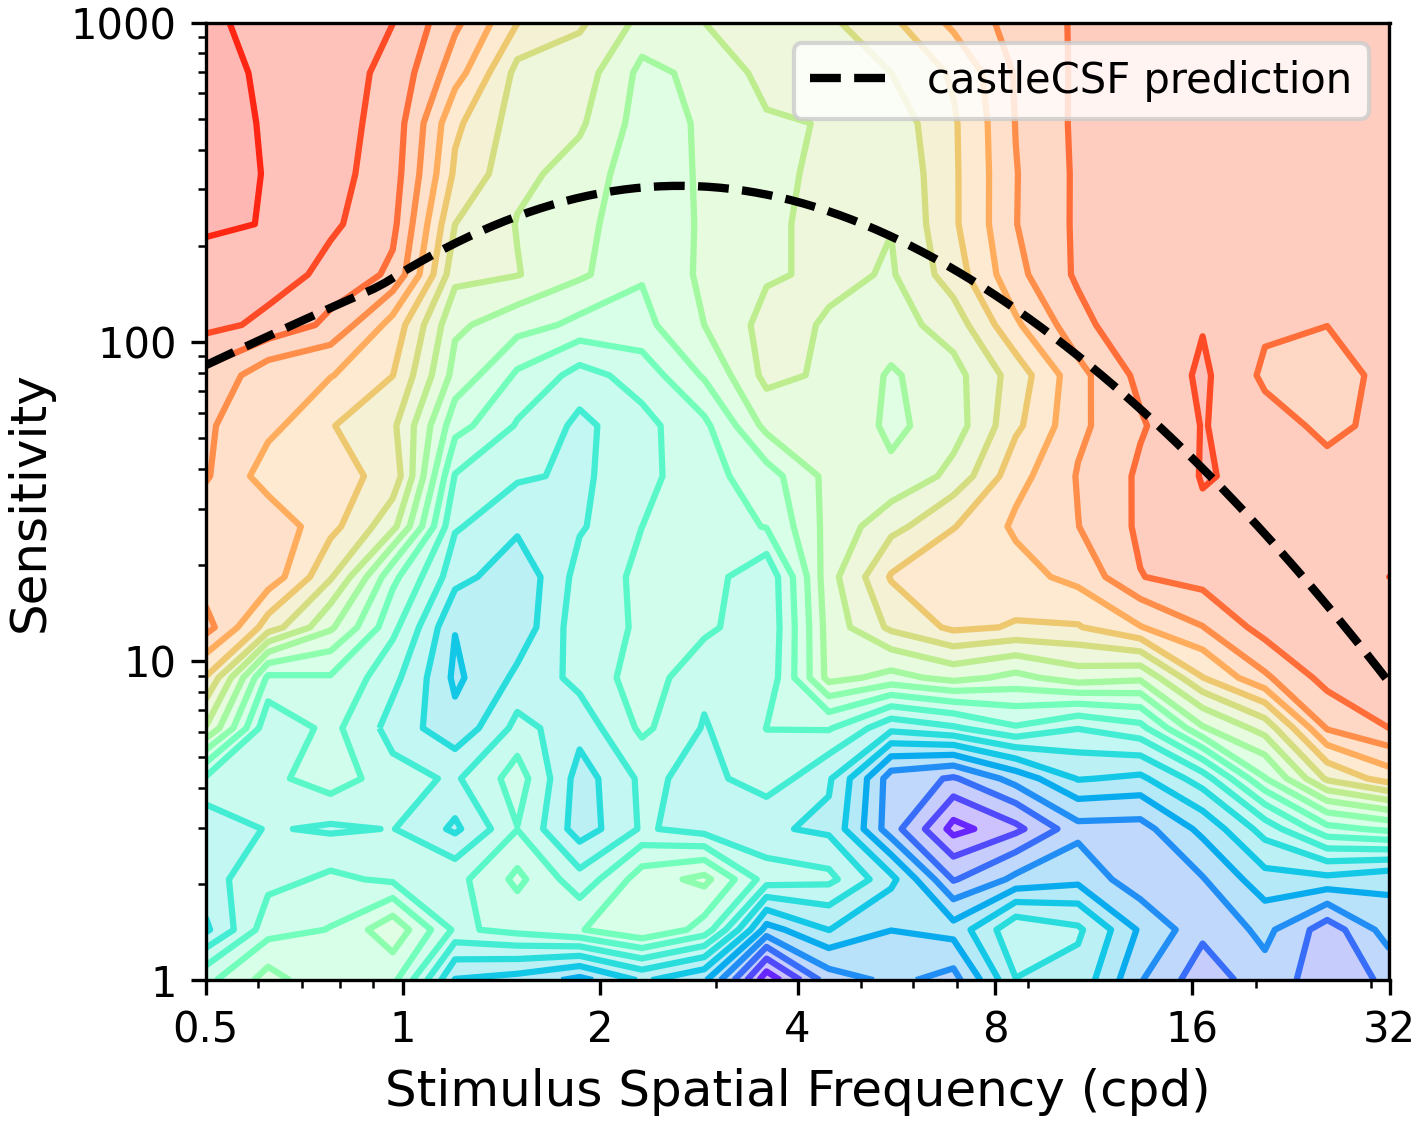 1000
castleCSF prediction
100
Sensitivity
10
1
0.5 1 2 4 8 16 32
Stimulus Spatial Frequency (cpd)